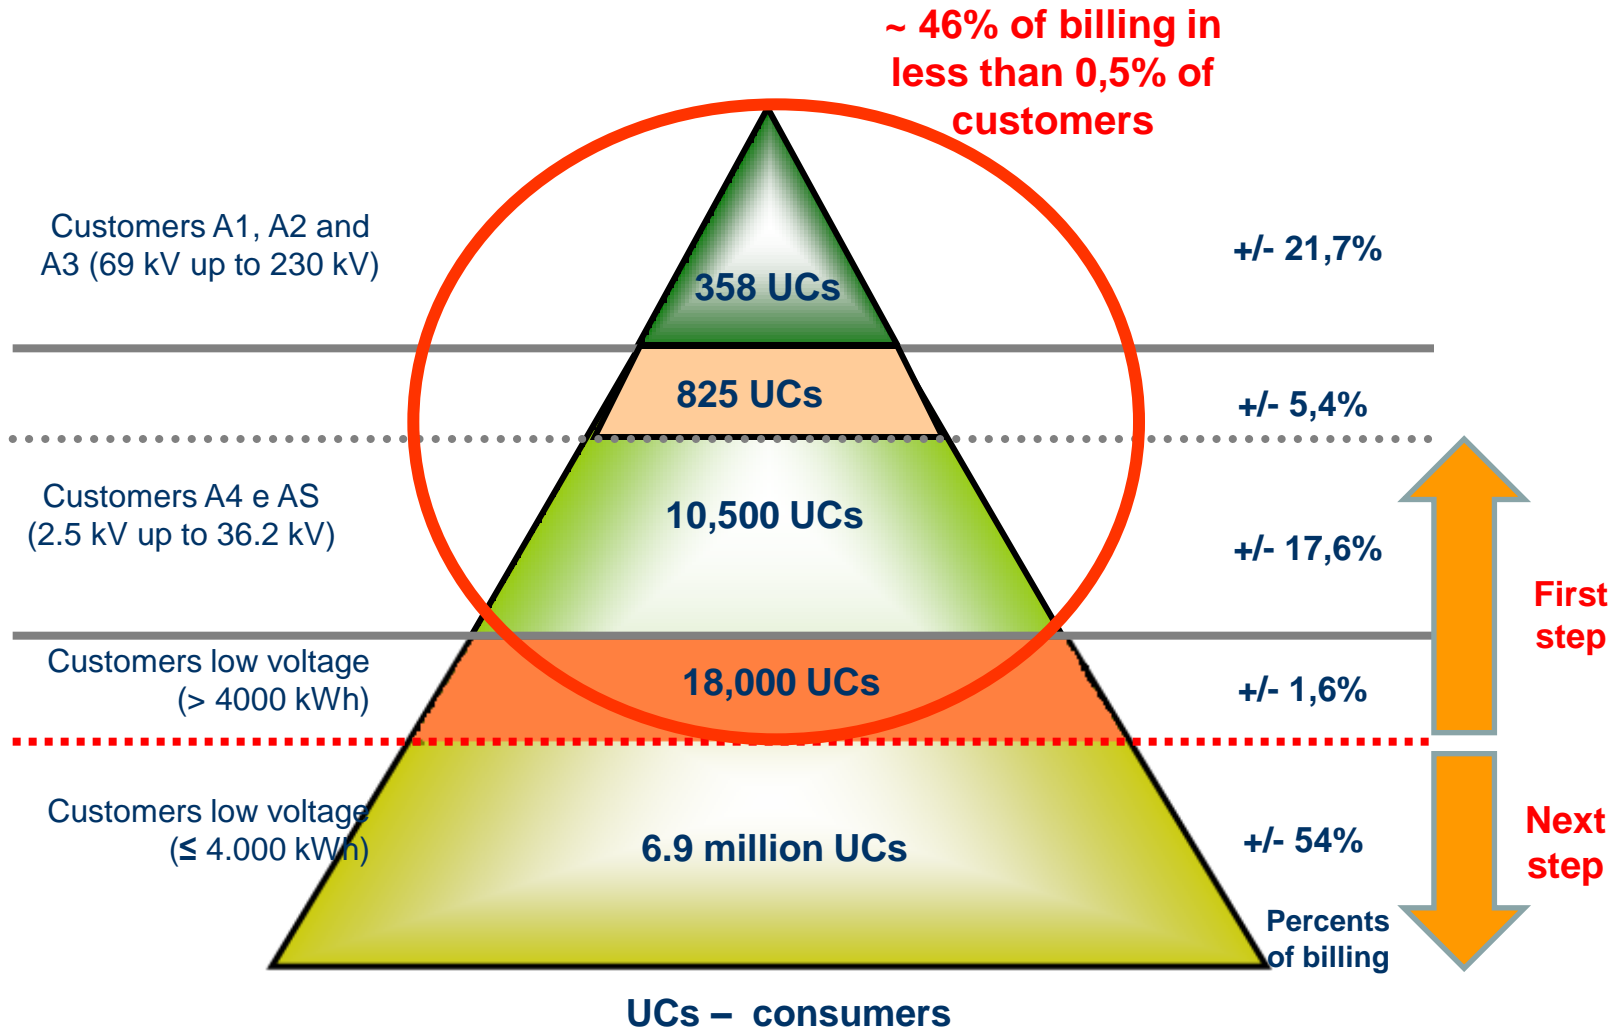 ~ 46% of billing in
less than 0,5% of
customers
Customers A1, A2 and
A3 (69 kV up to 230 kV)
358 UCs
+/- 21,7%
825 UCs
+/- 5,4%
Customers A4 e AS
(2.5 kV up to 36.2 kV)
10,500 UCs
+/- 17,6%
First
step
Customers low voltage
(> 4000 kWh)
18,000 UCs
+/- 1,6%
Customers low voltage
(≤ 4.000 kWh)
6.9 million UCs
+/- 54%
Next
step
Percents
of billing
UCs – consumers